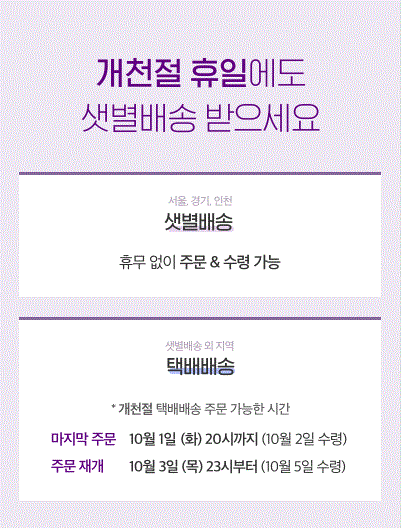 개천절 휴일에도
샛별배송 받으세요
서울, 경기, 인천
샛별배송
휴무 없이 주문 & 수령 가능
샛별배송 외 지역
택배배송
* 개천절 택배배송 주문 가능한 시간
마지막 주문 10월 1일 (화) 20시까지 (10월 2일 수령)
주문 재개 10월 3일 (목) 23시부터 (10월 5일 수령)